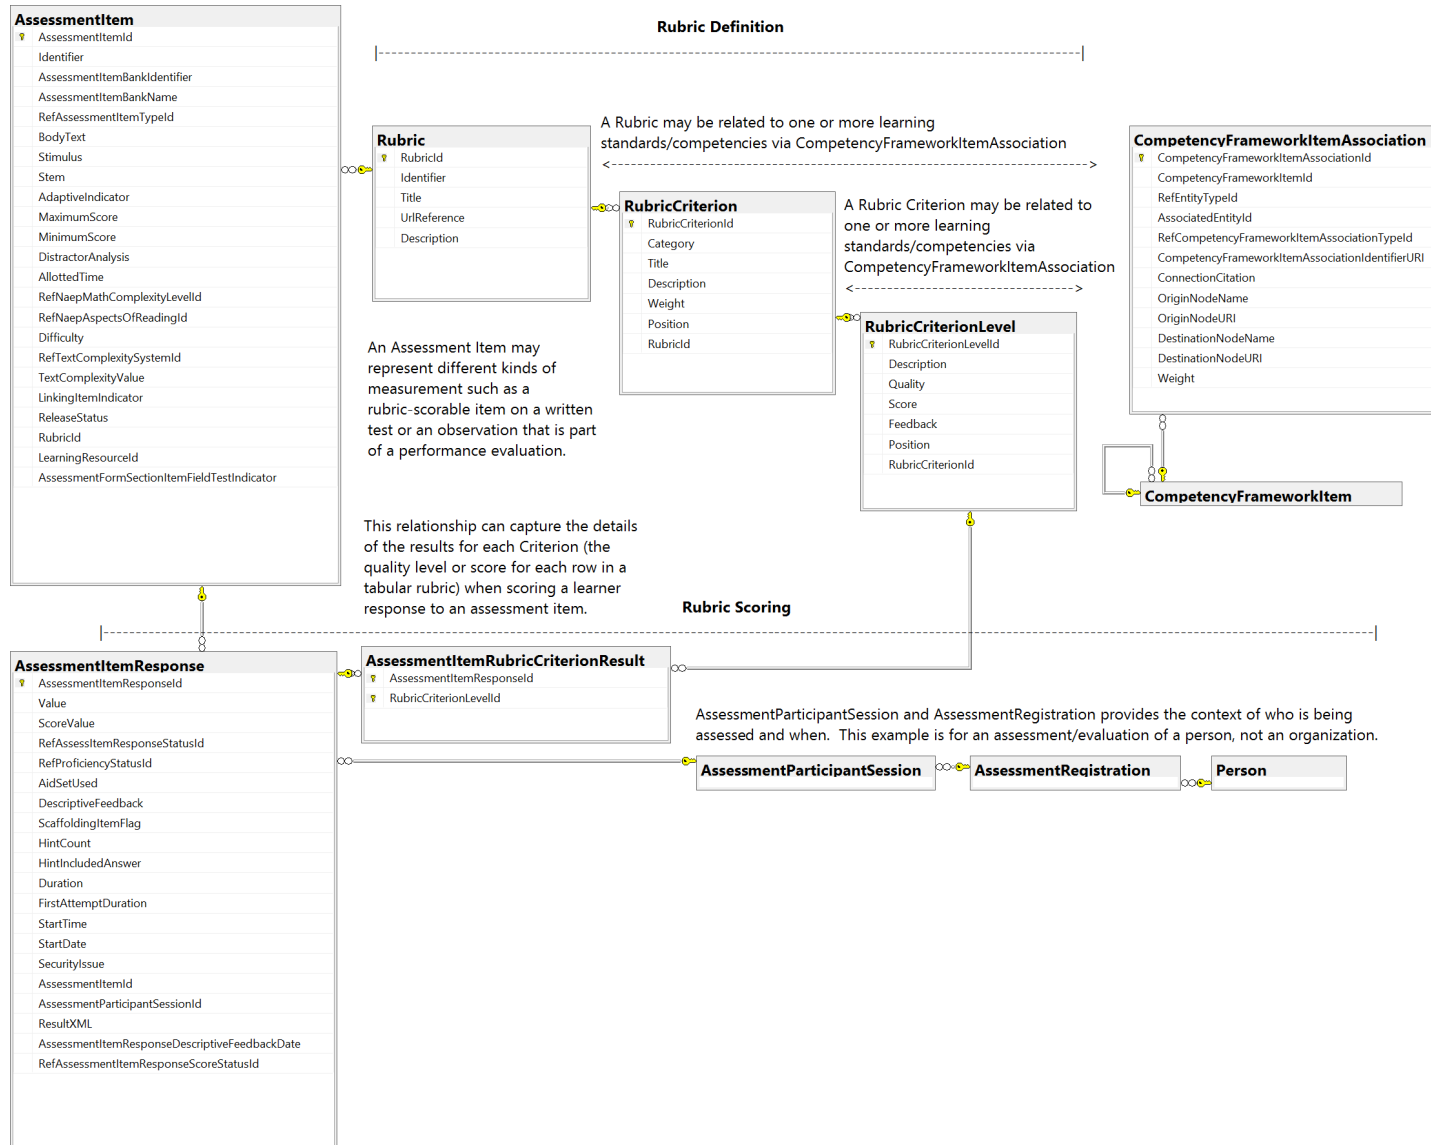 AssessmentItem
AssessmentItemId
Identifier
AssessmentItemBankIdentifier
AssessmentItemBankName
RefAssessmentItemTypeId
BodyText
Stimulus
Stem
AdaptiveIndicator
MaximumScore
MinimumScore
DistractorAnalysis
AllottedTime
RefNaepMathComplexityLevelId
RefNaepAspectsOfReadingId
Difficulty
RefTextComplexitySystemId
TextComplexityValue
LinkingItemIndicator
ReleaseStatus
RubricId
LearningResourceId
AssessmentFormSectionItemFieldTestIndicator
Rubric Definition
Rubric
RubricId
Identifier
Title
UrlReference
Description
A Rubric may be related to one or more learning
standards/competencies via CompetencyFrameworkItemAssociation
RubricCriterion
RubricCriterionId
Category
Title
Description
Weight
Position
RubricId
A Rubric Criterion may be related to
one or more learning
standards/competencies via
CompetencyFrameworkItemAssociation
RubricCriterionLevel
RubricCriterionLevelId
Description
Quality
Score
Feedback
Position
RubricCriterionId
CompetencyFrameworkItemAssociation
CompetencyFrameworkItemAssociationId
CompetencyFrameworkItemId
RefEntityTypeId
AssociatedEntityId
RefCompetencyFrameworkItemAssociationTypeId
CompetencyFrameworkItemAssociationIdentifierURI
ConnectionCitation
OriginNodeName
OriginNodeURI
DestinationNodeName
DestinationNodeURI
Weight
CompetencyFrameworkItem
An Assessment Item may
represent different kinds of
measurement such as a
rubric-scorable item on a written
test or an observation that is part
of a performance evaluation.
This relationship can capture the details
of the results for each Criterion (the
quality level or score for each row in a
tabular rubric) when scoring a learner
response to an assessment item.
Rubric Scoring
AssessmentItemResponse
AssessmentItemResponseId
Value
ScoreValue
RefAssessItemResponseStatusId
RefProficiencyStatusId
AidSetUsed
DescriptiveFeedback
ScaffoldingItemFlag
HintCount
HintIncludedAnswer
Duration
FirstAttemptDuration
StartTime
StartDate
SecurityIssue
AssessmentItemId
AssessmentParticipantSessionId
ResultXML
AssessmentItemResponseDescriptiveFeedbackDate
RefAssessmentItemResponseScoreStatusId
AssessmentItemRubricCriterionResult
AssessmentItemResponseId
RubricCriterionLevelId
AssessmentParticipantSession and AssessmentRegistration provides the context of who is being
assessed and when.  This example is for an assessment/evaluation of a person, not an organization.
AssessmentParticipantSession
AssessmentRegistration
Person